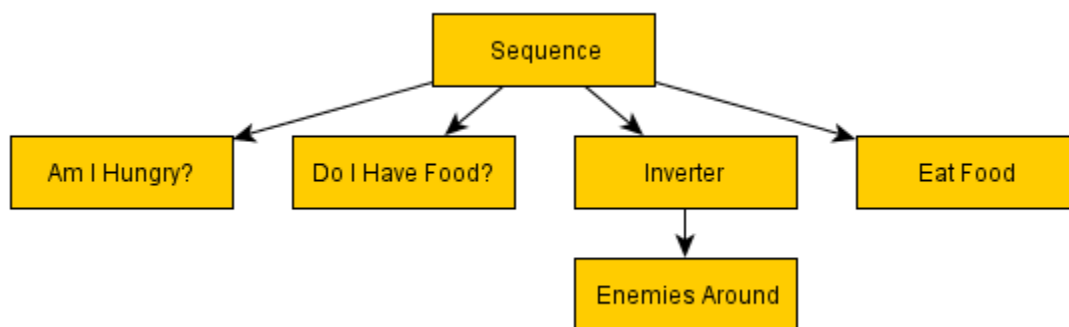 Sequence
Am I Hungry?
Do I Have Food?
Inverter
Eat Food
Enemies Around